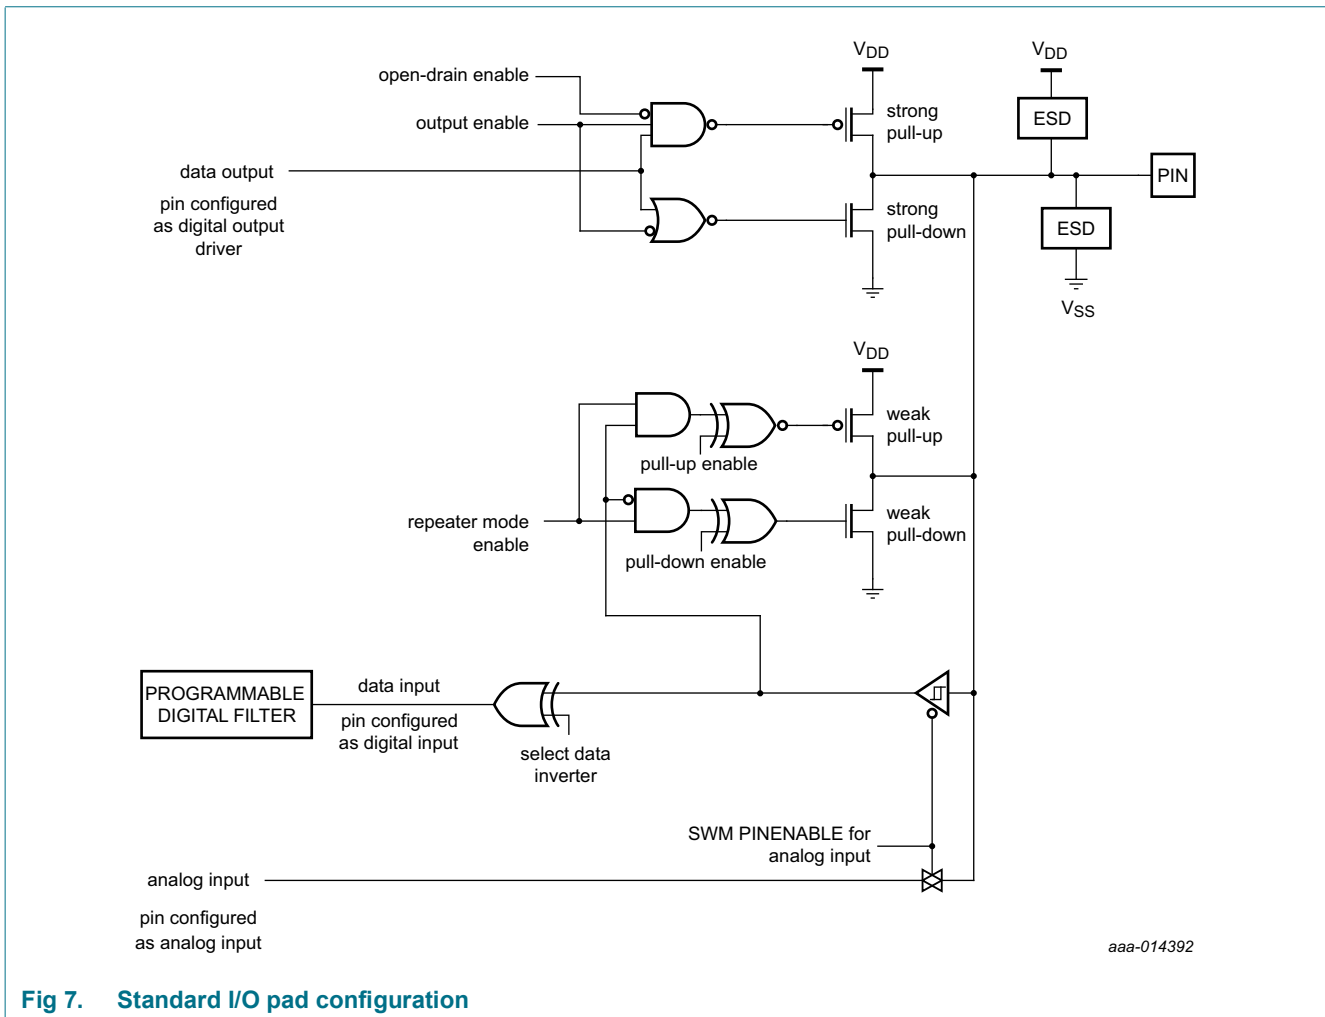 VDD
VDD
open-drain enable
strong
pull-up
ESD
output enable
data output
PIN
pin configured
as digital output
driver
strong
pull-down
ESD
VSS
VDD
weak
pull-up
pull-up enable
repeater mode
enable
weak
pull-down
pull-down enable
PROGRAMMABLE
DIGITAL FILTER
data input
pin configured
as digital input
select data
inverter
SWM PINENABLE for
analog input
analog input
pin configured
as analog input
aaa-014392
Fig 7. Standard I/O pad configuration